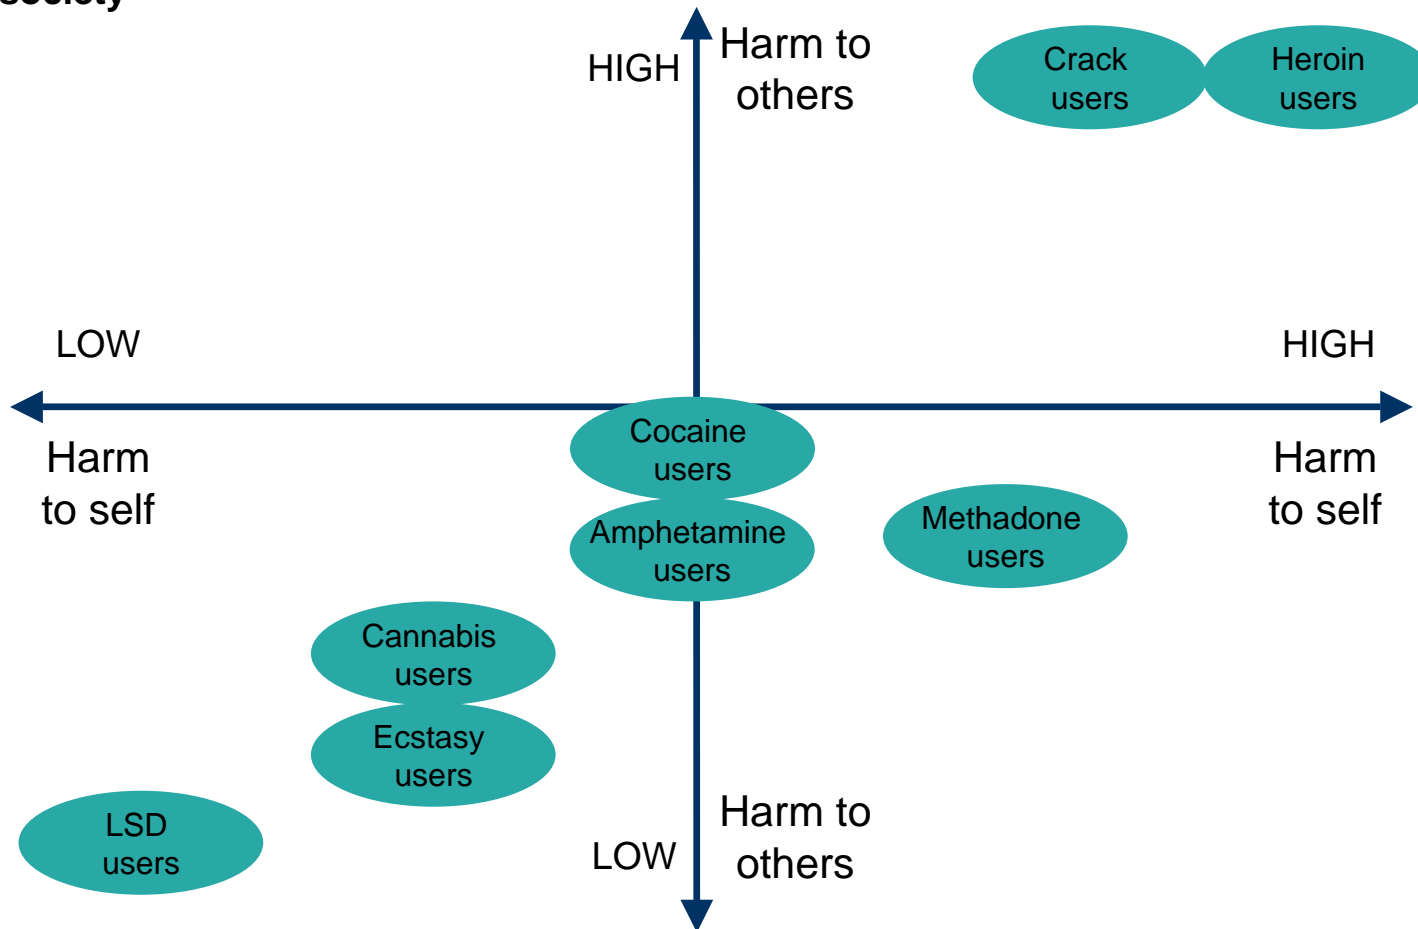 society
HIGH
Harm to
others
Crack
users
Heroin
users
LOW
HIGH
Harm
to self
Cocaine
users
Harm
to self
Amphetamine
users
Methadone
users
Cannabis
users
Ecstasy
users
LSD
users
LOW
Harm to
others